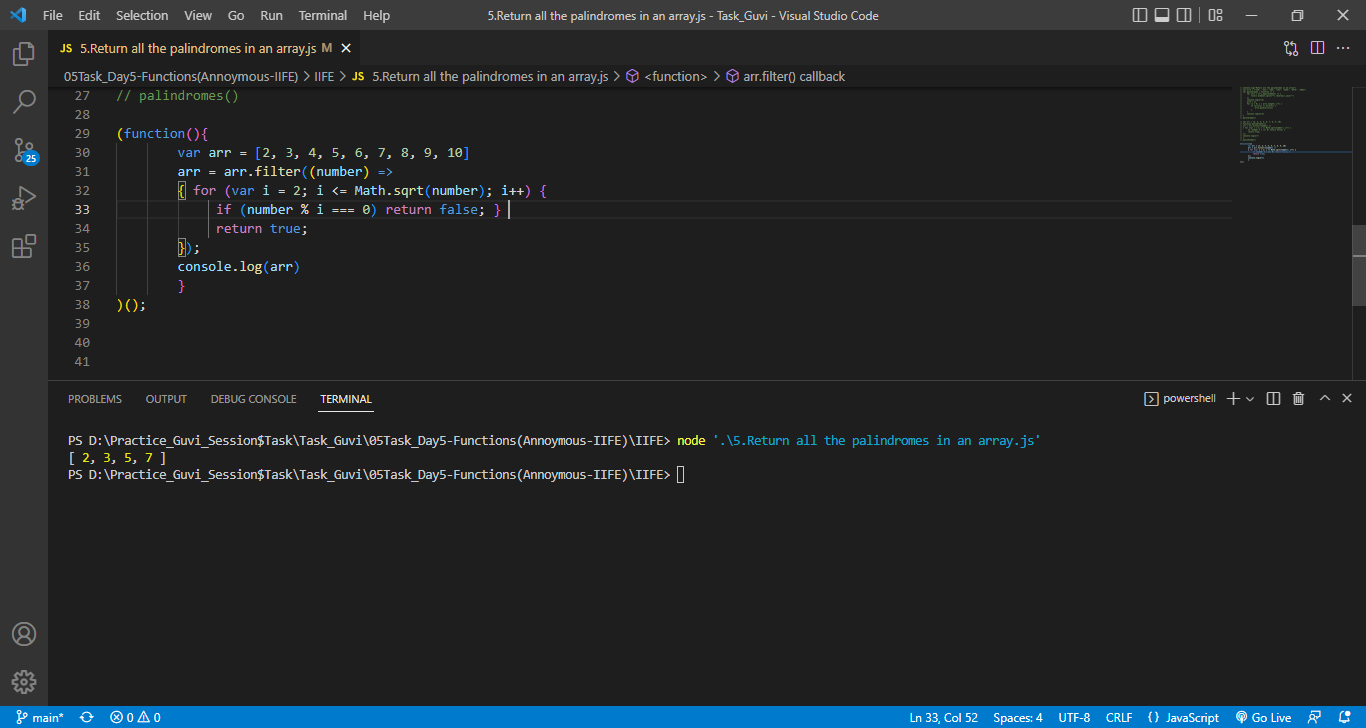 File Edit Selection View Go Run Terminal Help 5.Return all the palindromes in an array.js - Task_Guvi - Visual Studio Code
JS 5.Return all the palindromes in an array.js M
05Task_Day5-Functions(Annoymous-IIFE) > IIFE > JS 5.Return all the palindromes in an array.js > <function> > arr.filter() callback
27 // palindromes()
28
29 (function(){
30 var arr = [2, 3, 4, 5, 6, 7, 8, 9, 10]
31 arr = arr.filter((number) =>
32 { for (var i = 2; i <= Math.sqrt(number); i++) {
33 if (number % i === 0) return false; }
34 return true;
35 });
36 console.log(arr)
37 }
38 )();
39
40
41
25
PROBLEMS OUTPUT DEBUG CONSOLE TERMINAL powershell
PS D:\Practice_Guvi_Session$Task\Task_Guvi\05Task_Day5-Functions(Annoymous-IIFE)\IIFE> node '.\5.Return all the palindromes in an array.js'
[ 2, 3, 5, 7 ]
PS D:\Practice_Guvi_Session$Task\Task_Guvi\05Task_Day5-Functions(Annoymous-IIFE)\IIFE>
main* 0 0 Ln 33, Col 52 Spaces: 4 UTF-8 CRLF {} JavaScript Go Live